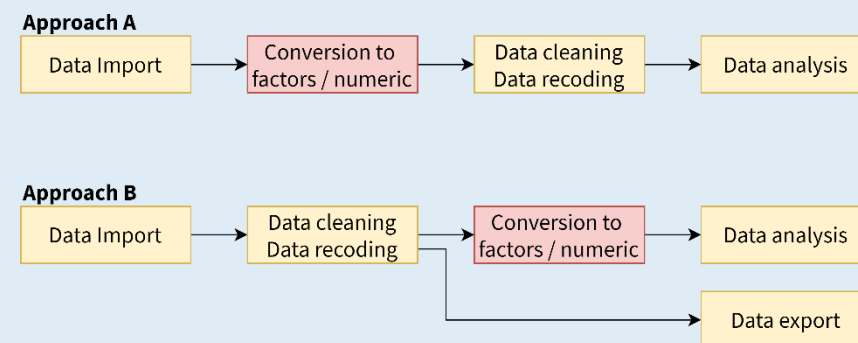 Approach A
Data Import
Conversion to
factors / numeric
Data cleaning
Data recoding
Data analysis
Approach B
Data Import
Data cleaning
Data recoding
Conversion to
factors / numeric
Data analysis
Data export